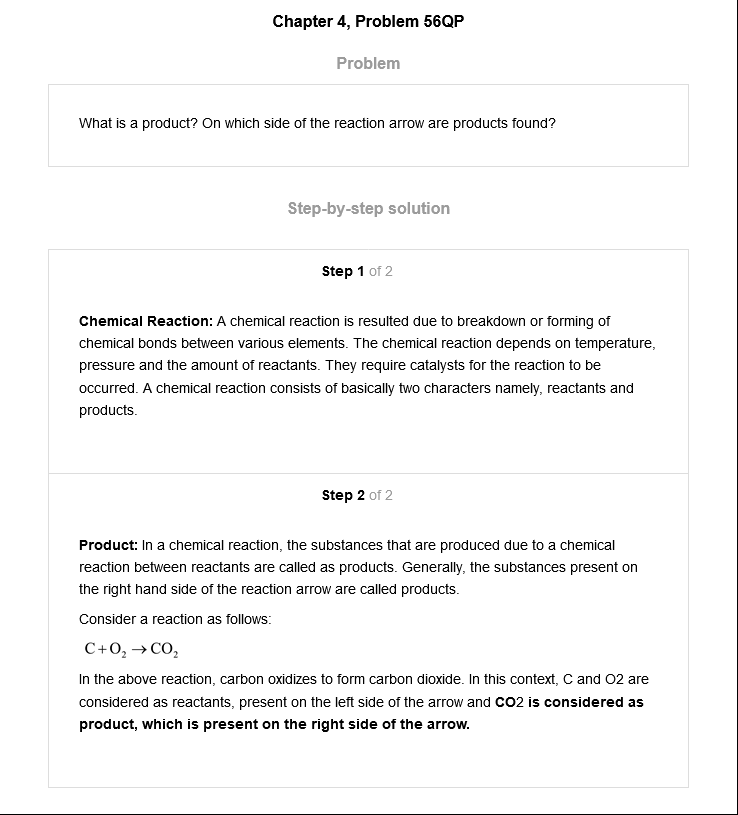 Chapter 4, Problem 56QP
Problem
What is a product? On which side of the reaction arrow are products found?
Step-by-step solution
Step 1 of 2
Chemical Reaction: A chemical reaction is resulted due to breakdown or forming of
chemical bonds between various elements. The chemical reaction depends on temperature,
pressure and the amount of reactants. They require catalysts for the reaction to be
occurred. A chemical reaction consists of basically two characters namely, reactants and
products.
Step 2 of 2
Product: In a chemical reaction, the substances that are produced due to a chemical
reaction between reactants are called as products. Generally, the substances present on
the right hand side of the reaction arrow are called products.
Consider a reaction as follows:
C+O₂ →CO₂
In the above reaction, carbon oxidizes to form carbon dioxide. In this context, C and O2 are
considered as reactants, present on the left side of the arrow and CO2 is considered as
product, which is present on the right side of the arrow.